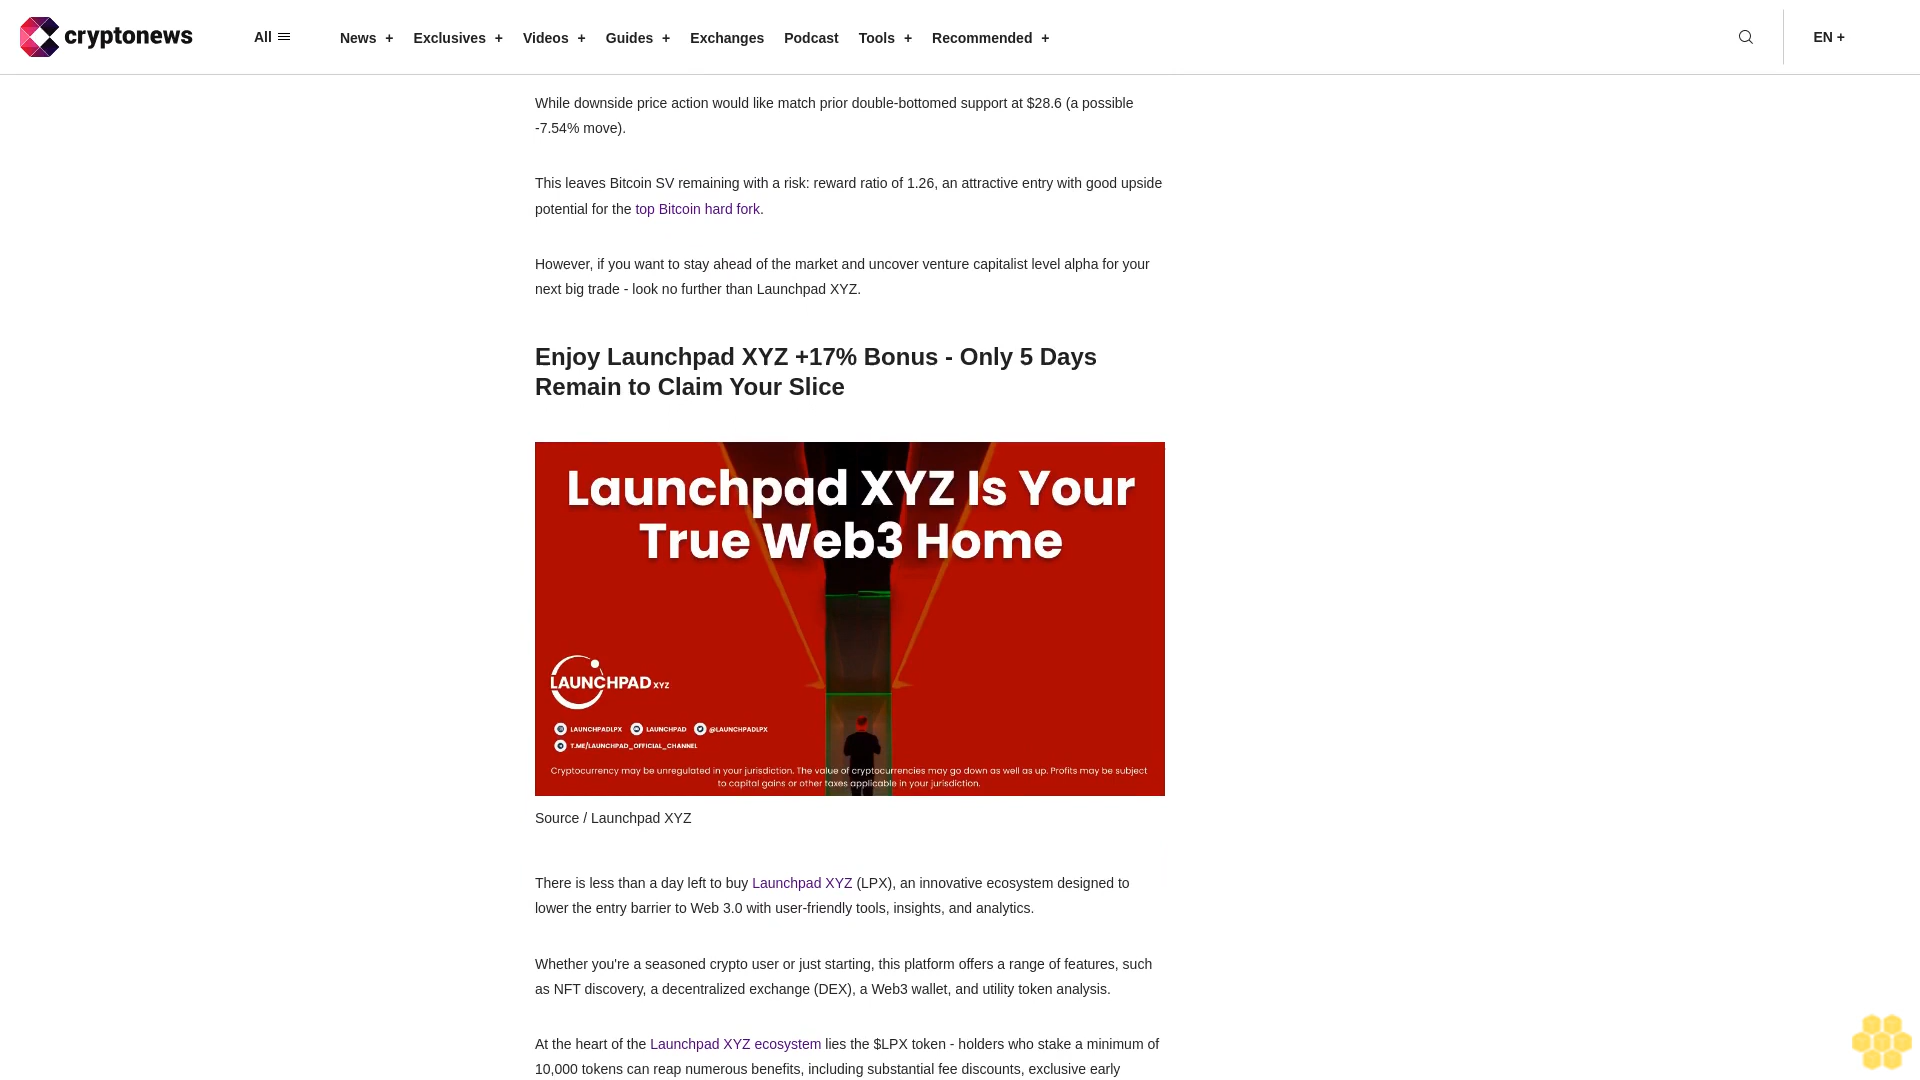 cryptonews
All
News + Exclusives + Videos + Guides + Exchanges Podcast Tools + Recommended +
EN +
While downside price action would like match prior double-bottomed support at $28.6 (a possible
-7.54% move).
This leaves Bitcoin SV remaining with a risk: reward ratio of 1.26, an attractive entry with good upside
potential for the top Bitcoin hard fork.
However, if you want to stay ahead of the market and uncover venture capitalist level alpha for your
next big trade - look no further than Launchpad XYZ.
Enjoy Launchpad XYZ +17% Bonus - Only 5 Days
Remain to Claim Your Slice
Launchpad XYZ Is Your
True Web3 Home
LAUNCHPAD XYZ
LAUNCHPADLPX LAUNCHPAD @LAUNCHPADLPX
T.ME/LAUNCHPAD_OFFICIAL_CHANNEL
Cryptocurrency may be unregulated in your jurisdiction. The value of cryptocurrencies may go down as well as up. Profits may be subject
to capital gains or other taxes applicable in your jurisdiction.
Source / Launchpad XYZ
There is less than a day left to buy Launchpad XYZ (LPX), an innovative ecosystem designed to
lower the entry barrier to Web 3.0 with user-friendly tools, insights, and analytics.
Whether you're a seasoned crypto user or just starting, this platform offers a range of features, such
as NFT discovery, a decentralized exchange (DEX), a Web3 wallet, and utility token analysis.
At the heart of the Launchpad XYZ ecosystem lies the $LPX token - holders who stake a minimum of
10,000 tokens can reap numerous benefits, including substantial fee discounts, exclusive early